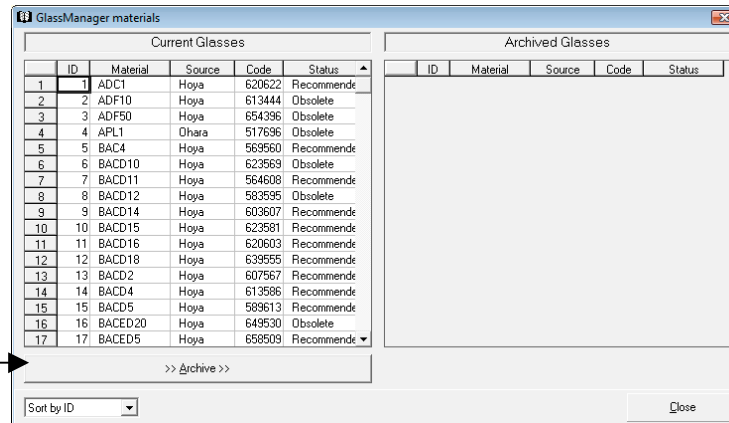 GlassManager materials
Current Glasses
Archived Glasses
ID Material Source Code Status
ID Material Source Code Status
1 1 ADC1 Hoya 620622 Recommende
2 2 ADF10 Hoya 613444 Obsolete
3 3 ADF50 Hoya 654396 Obsolete
4 4 APL1 Ohara 517696 Obsolete
5 5 BAC4 Hoya 569560 Recommende
6 6 BACD10 Hoya 623569 Obsolete
7 7 BACD11 Hoya 564608 Recommende
8 8 BACD12 Hoya 583595 Obsolete
9 9 BACD14 Hoya 603607 Recommende
10 10 BACD15 Hoya 623581 Recommende
11 11 BACD16 Hoya 620603 Recommende
12 12 BACD18 Hoya 639555 Recommende
13 13 BACD2 Hoya 607567 Recommende
14 14 BACD4 Hoya 613586 Recommende
15 15 BACD5 Hoya 589613 Recommende
16 16 BACED20 Hoya 649530 Obsolete
17 17 BACED5 Hoya 658509 Recommende
>> Archive >>
Sort by ID
Close